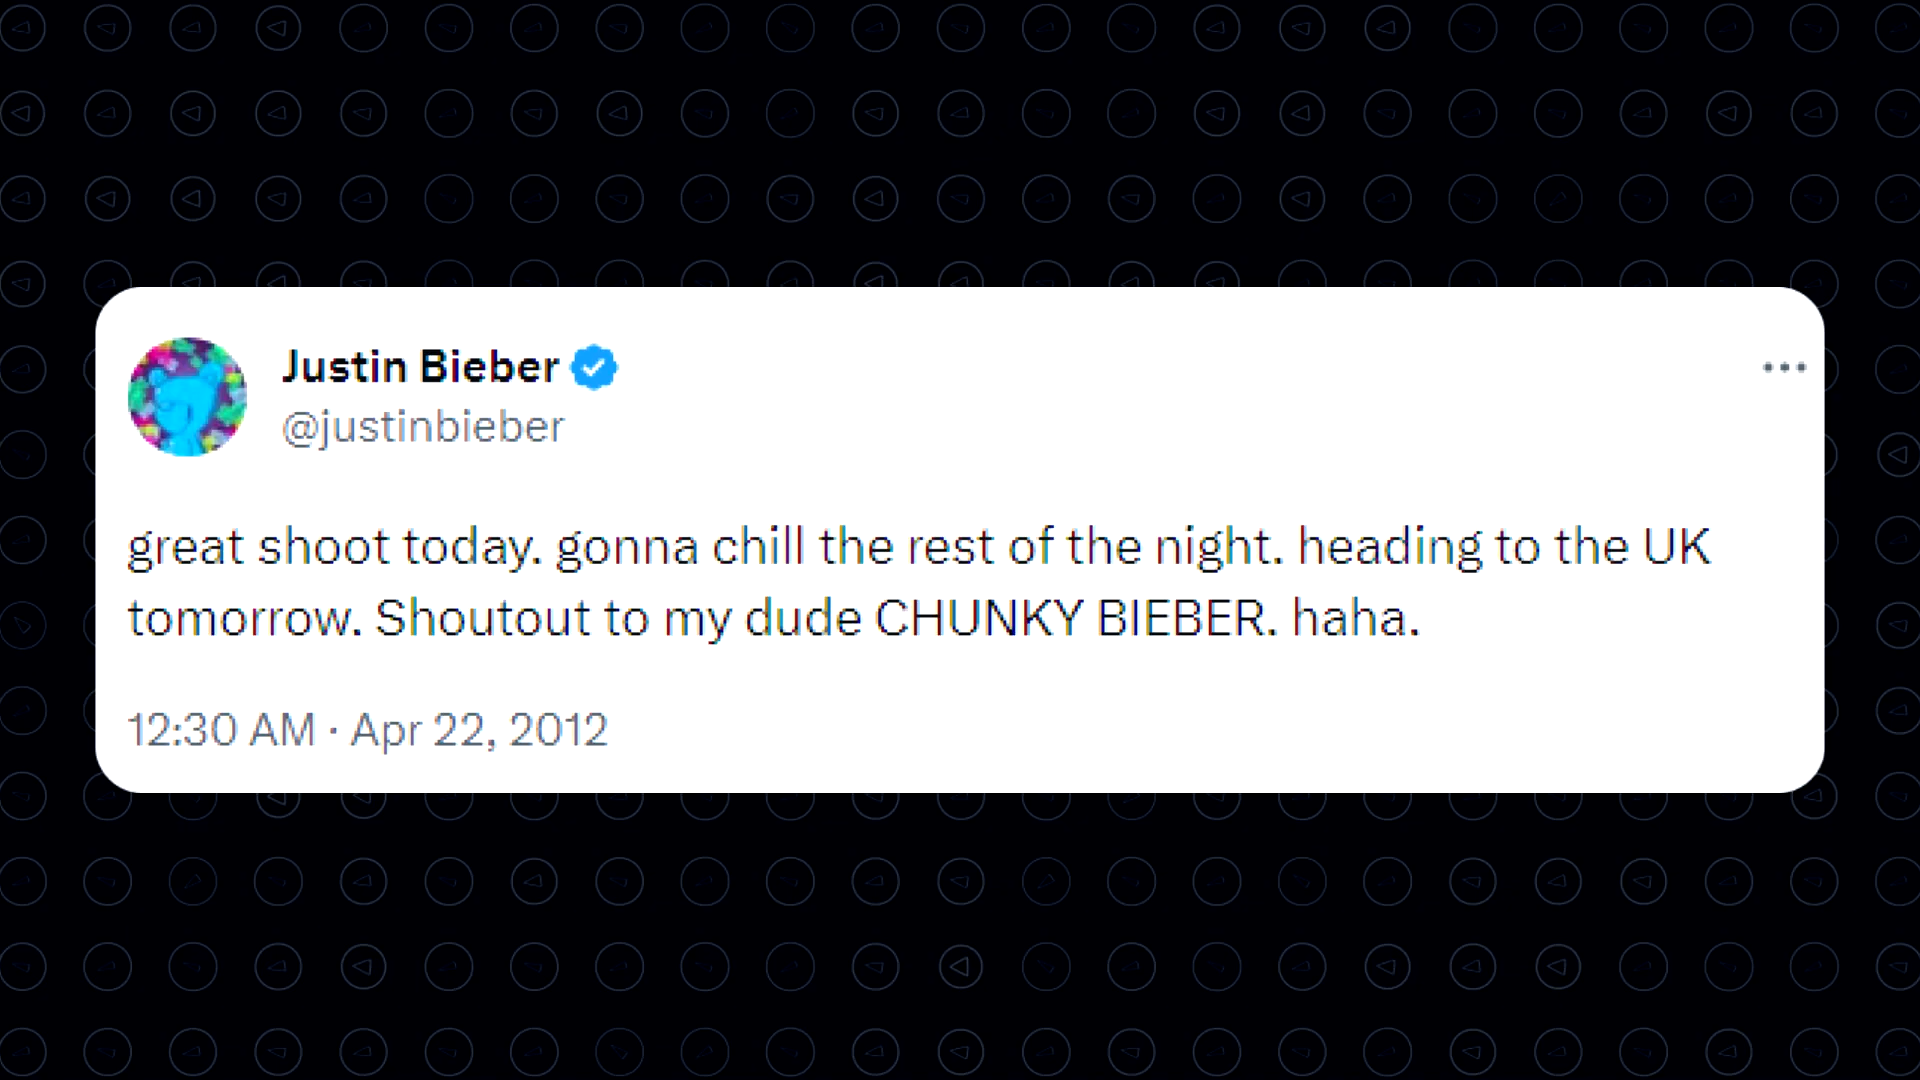 Justin Bieber
@justinbieber
great shoot today. gonna chill the rest of the night. heading to the UK
tomorrow. Shoutout to my dude CHUNKY BIEBER. haha.
12:30 AM · Apr 22, 2012